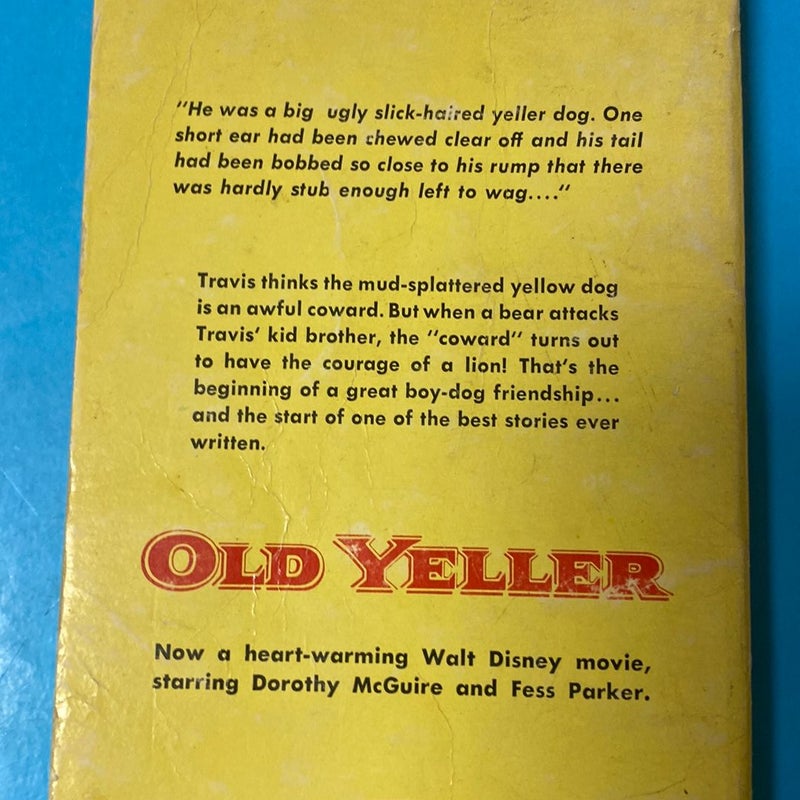 "He was a big ugly slick-haired yeller dog. One
short ear had been chewed clear off and his tail
had been bobbed so close to his rump that there
was hardly stub enough left to wag...."
Travis thinks the mud-splattered yellow dog
is an awful coward. But when a bear attacks
Travis' kid brother, the "coward" turns out
to have the courage of a lion! That's the
beginning of a great boy-dog friendship...
and the start of one of the best stories ever
written.
OLD YELLER
Now a heart-warming Walt Disney movie,
starring Dorothy McGuire and Fess Parker.